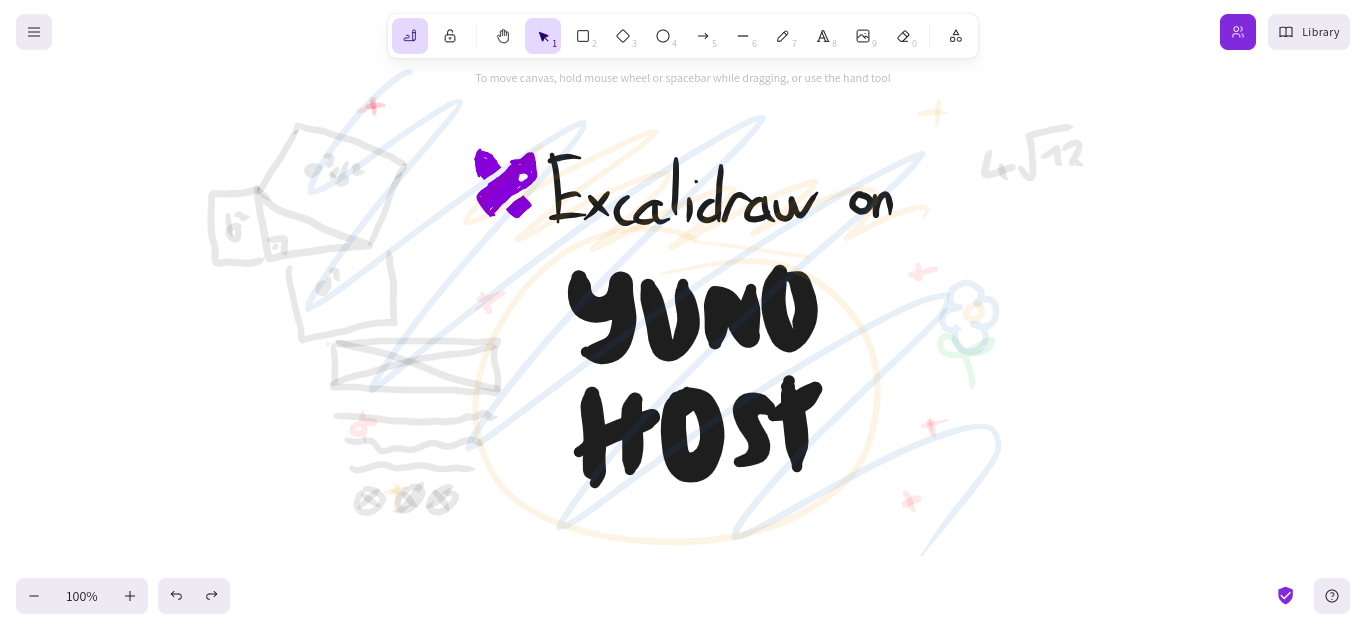 1 2 3 4 5 6 7 8 9 0
Library
To move canvas, hold mouse wheel or spacebar while dragging, or use the hand tool
4√12
Excalidraw on
YUNO
HOST
100%